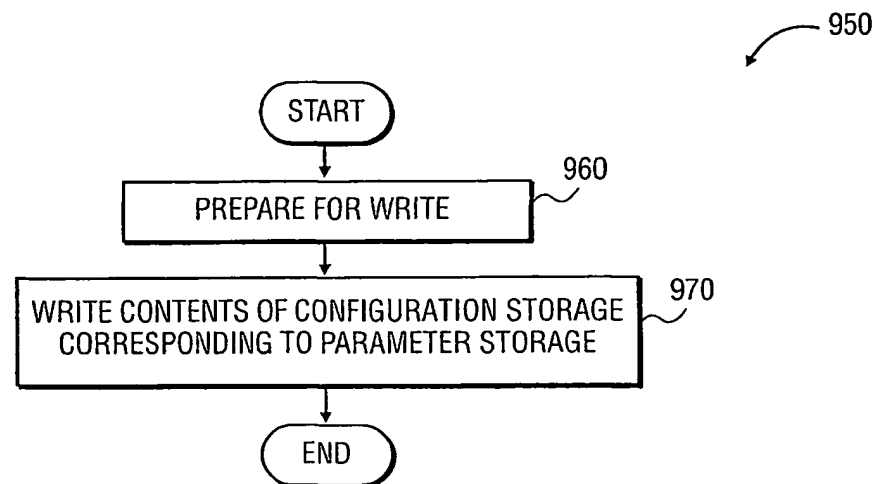 950
START
960
PREPARE FOR WRITE
970
WRITE CONTENTS OF CONFIGURATION STORAGE
CORRESPONDING TO PARAMETER STORAGE
END